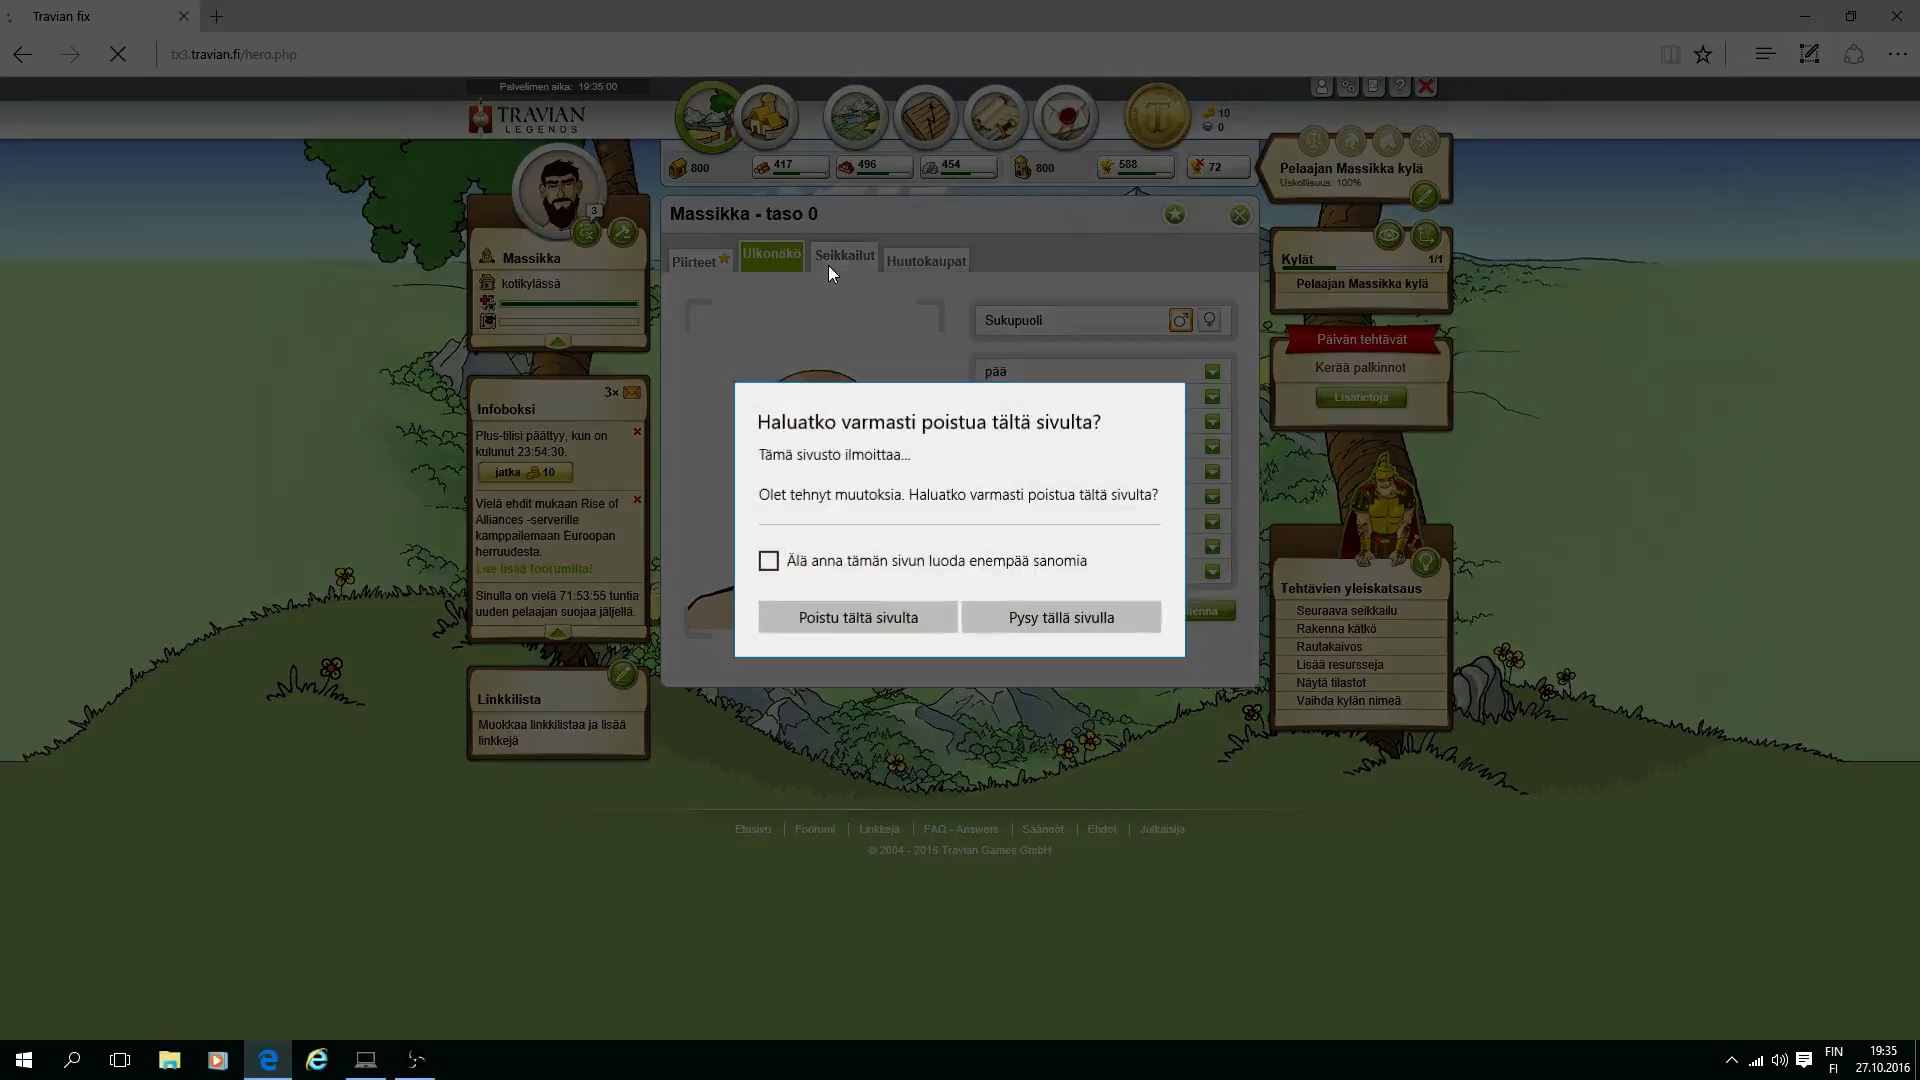 Travian fix
tx3.travian.fi/hero.php
Palvelimen aika: 19:35:00
TRAVIAN
LEGENDS
T
10
0
800
417
496
454
800
588
72
Pelaajan Massikka kylä
Uskollisuus: 100%
Massikka - taso 0
Piirteet
Ulkonäkö
Seikkailut
Huutokaupat
3
Massikka
kotikylässä
Kylät
1/1
Pelaajan Massikka kylä
Sukupuoli
pää
Päivän tehtävät
Kerää palkinnot
Lisätietoja
Haluatko varmasti poistua tältä sivulta?
Tämä sivusto ilmoittaa...
Olet tehnyt muutoksia. Haluatko varmasti poistua tältä sivulta?
Älä anna tämän sivun luoda enempää sanomia
Poistu tältä sivulta
Pysy tällä sivulla
3×
Infoboksi
Plus-tilisi päättyy, kun on
kulunut 23:54:30.
jatka 10
Vielä ehdit mukaan Rise of
Alliances -serverille
kamppailemaan Euroopan
herruudesta.
Lue lisää foorumilta!
Sinulla on vielä 71:53:55 tuntia
uuden pelaajan suojaa jäljellä.
Linkkilista
Muokkaa linkkilistaa ja lisää
linkkejä
Tehtävien yleiskatsaus
Seuraava seikkailu
Rakenna kätkö
Rautakaivos
Lisää resursseja
Näytä tilastot
Vaihda kylän nimeä
Etusivu
Foorumi
Linkkejä
FAQ - Answers
Säännöt
Ehdot
Julkaisija
© 2004 - 2016 Travian Games GmbH
FIN
FI
19:35
27.10.2016